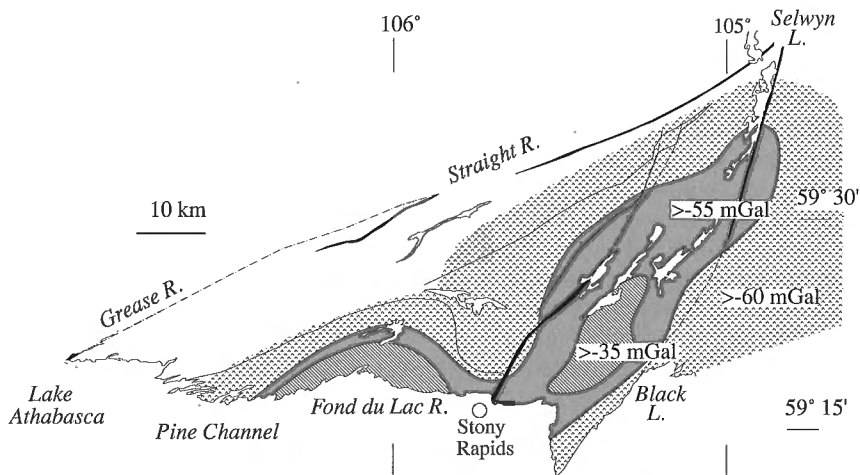 106°
105°
Selwyn
L.
Straight R.
59° 30'
10 km
>-55 mGal
Grease R.
>-60 mGal
>-35 mGal
Lake
Athabasca
Fond du Lac R.
Black
L.
59° 15'
Pine Channel
Stony
Rapids